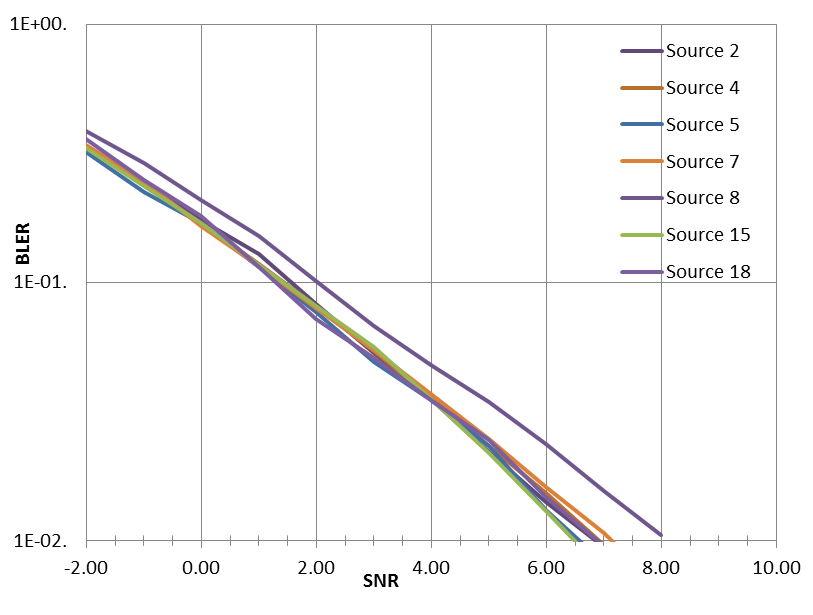 1E+00.
Source 2
Source 4
Source 5
Source 7
Source 8
Source 15
Source 18
BLER
1E-01.
1E-02.
-2.00 0.00 2.00 4.00 6.00 8.00 10.00
SNR